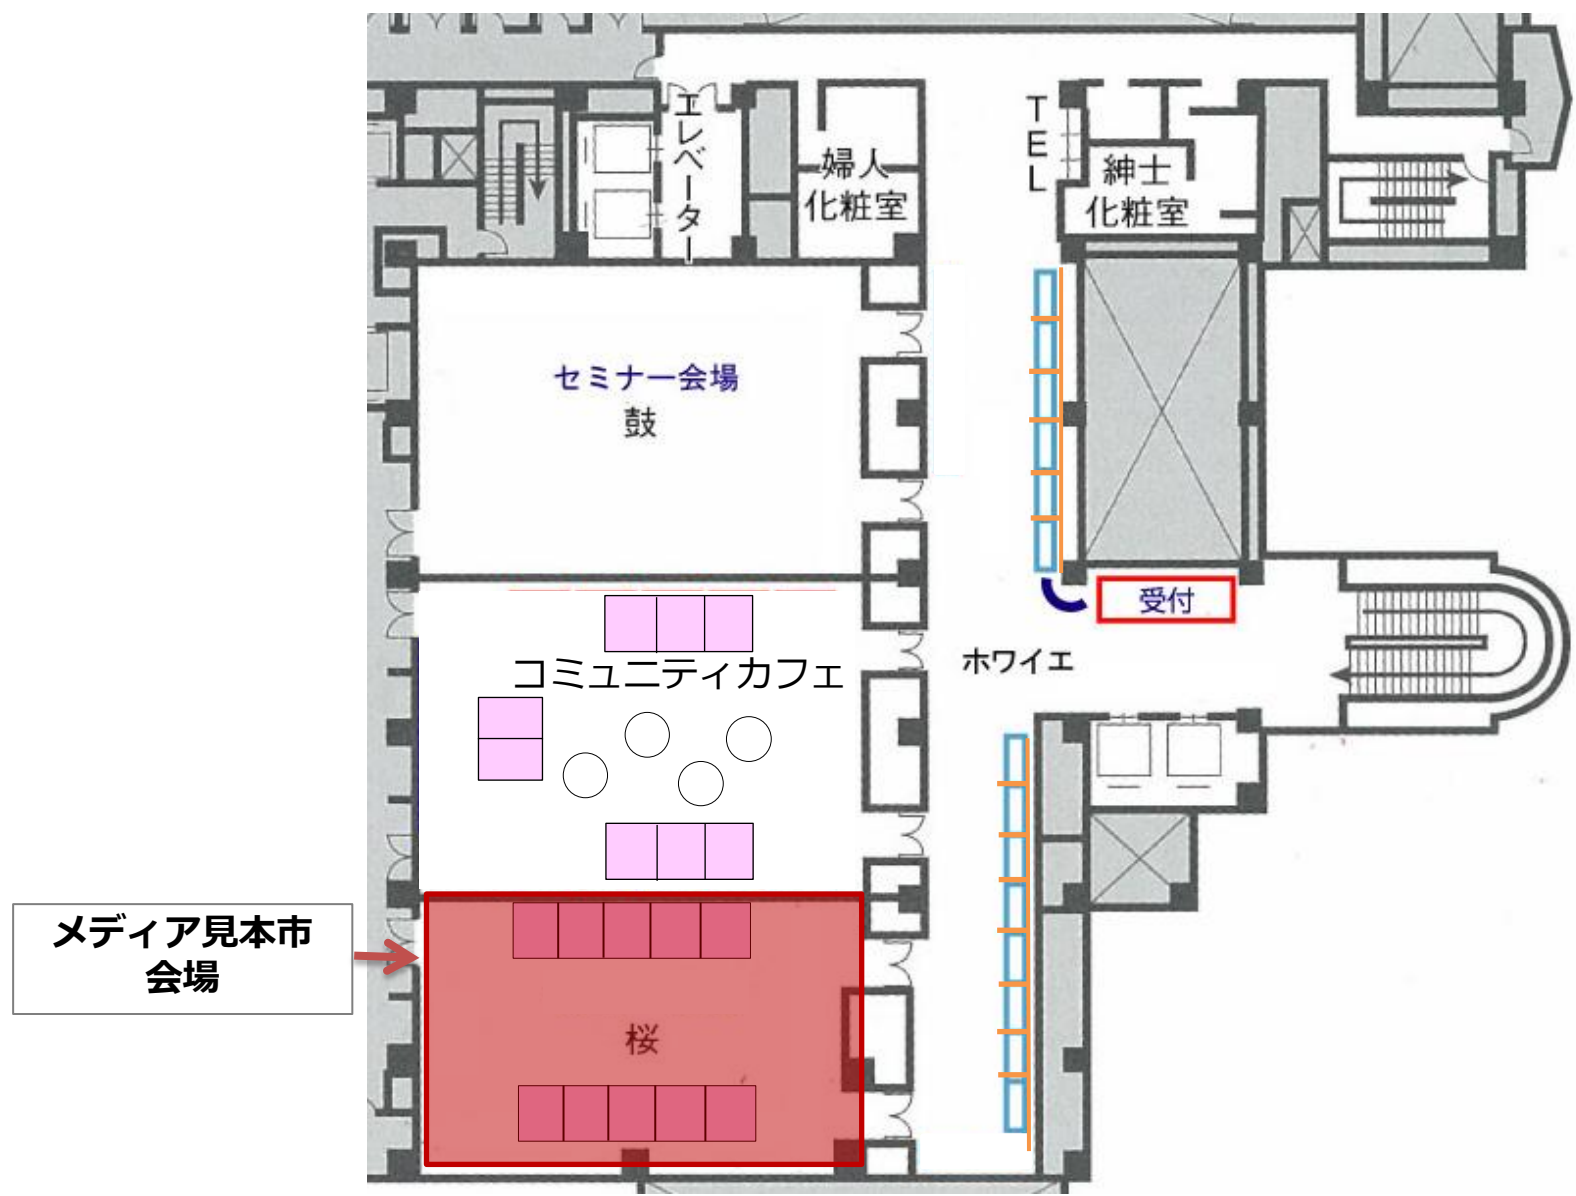 エレベーター
婦人
化粧室
TEL
紳士
化粧室
セミナー会場
鼓
受付
ホワイエ
コミュニティカフェ
メディア見本市
会場
桜